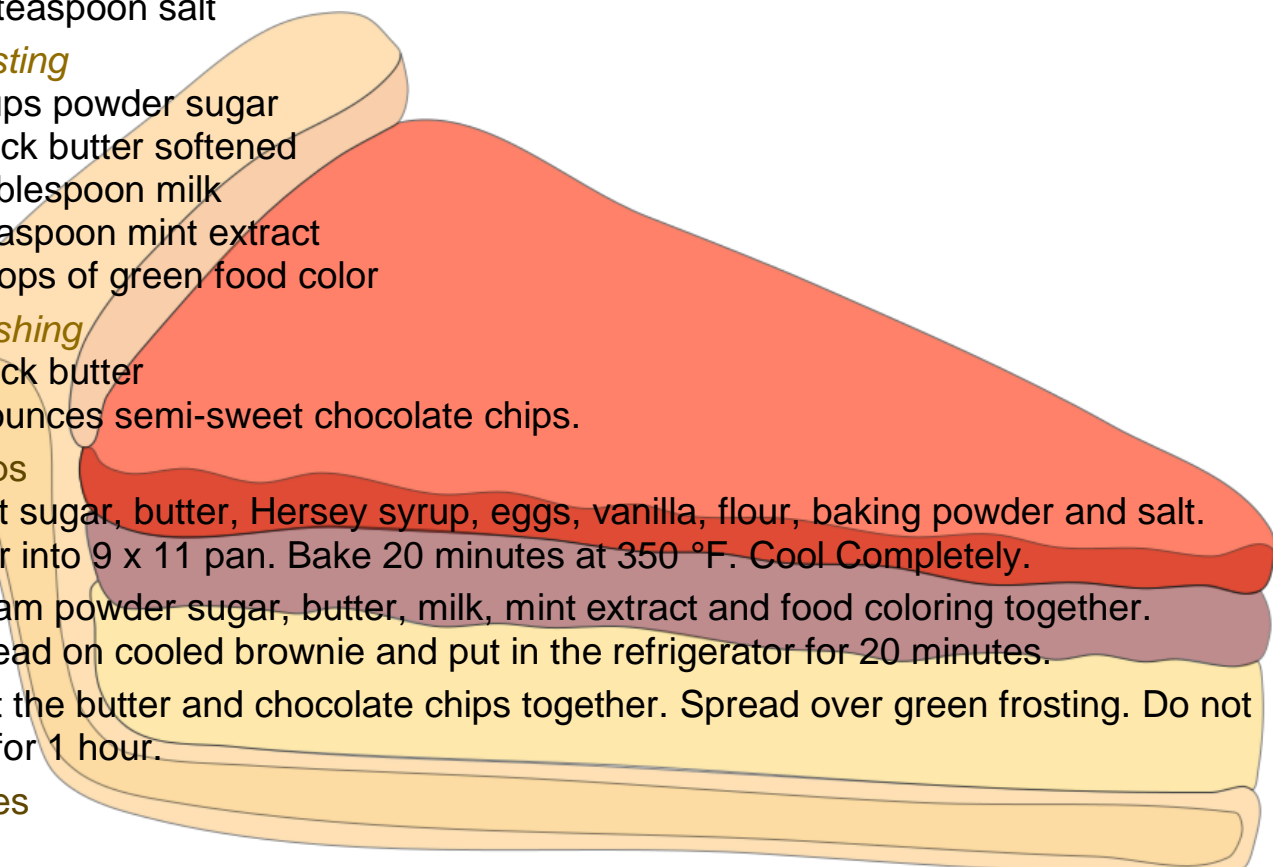 teaspoon salt
sting
ups powder sugar
ck butter softened
blespoon milk
aspoon mint extract
ops of green food color
shing
ck butter
ounces semi-sweet chocolate chips.
os
t sugar, butter, Hersey syrup, eggs, vanilla, flour, baking powder and salt.
r into 9 x 11 pan. Bake 20 minutes at 350 °F. Cool Completely.
am powder sugar, butter, milk, mint extract and food coloring together.
ead on cooled brownie and put in the refrigerator for 20 minutes.
t the butter and chocolate chips together. Spread over green frosting. Do not
for 1 hour.
es